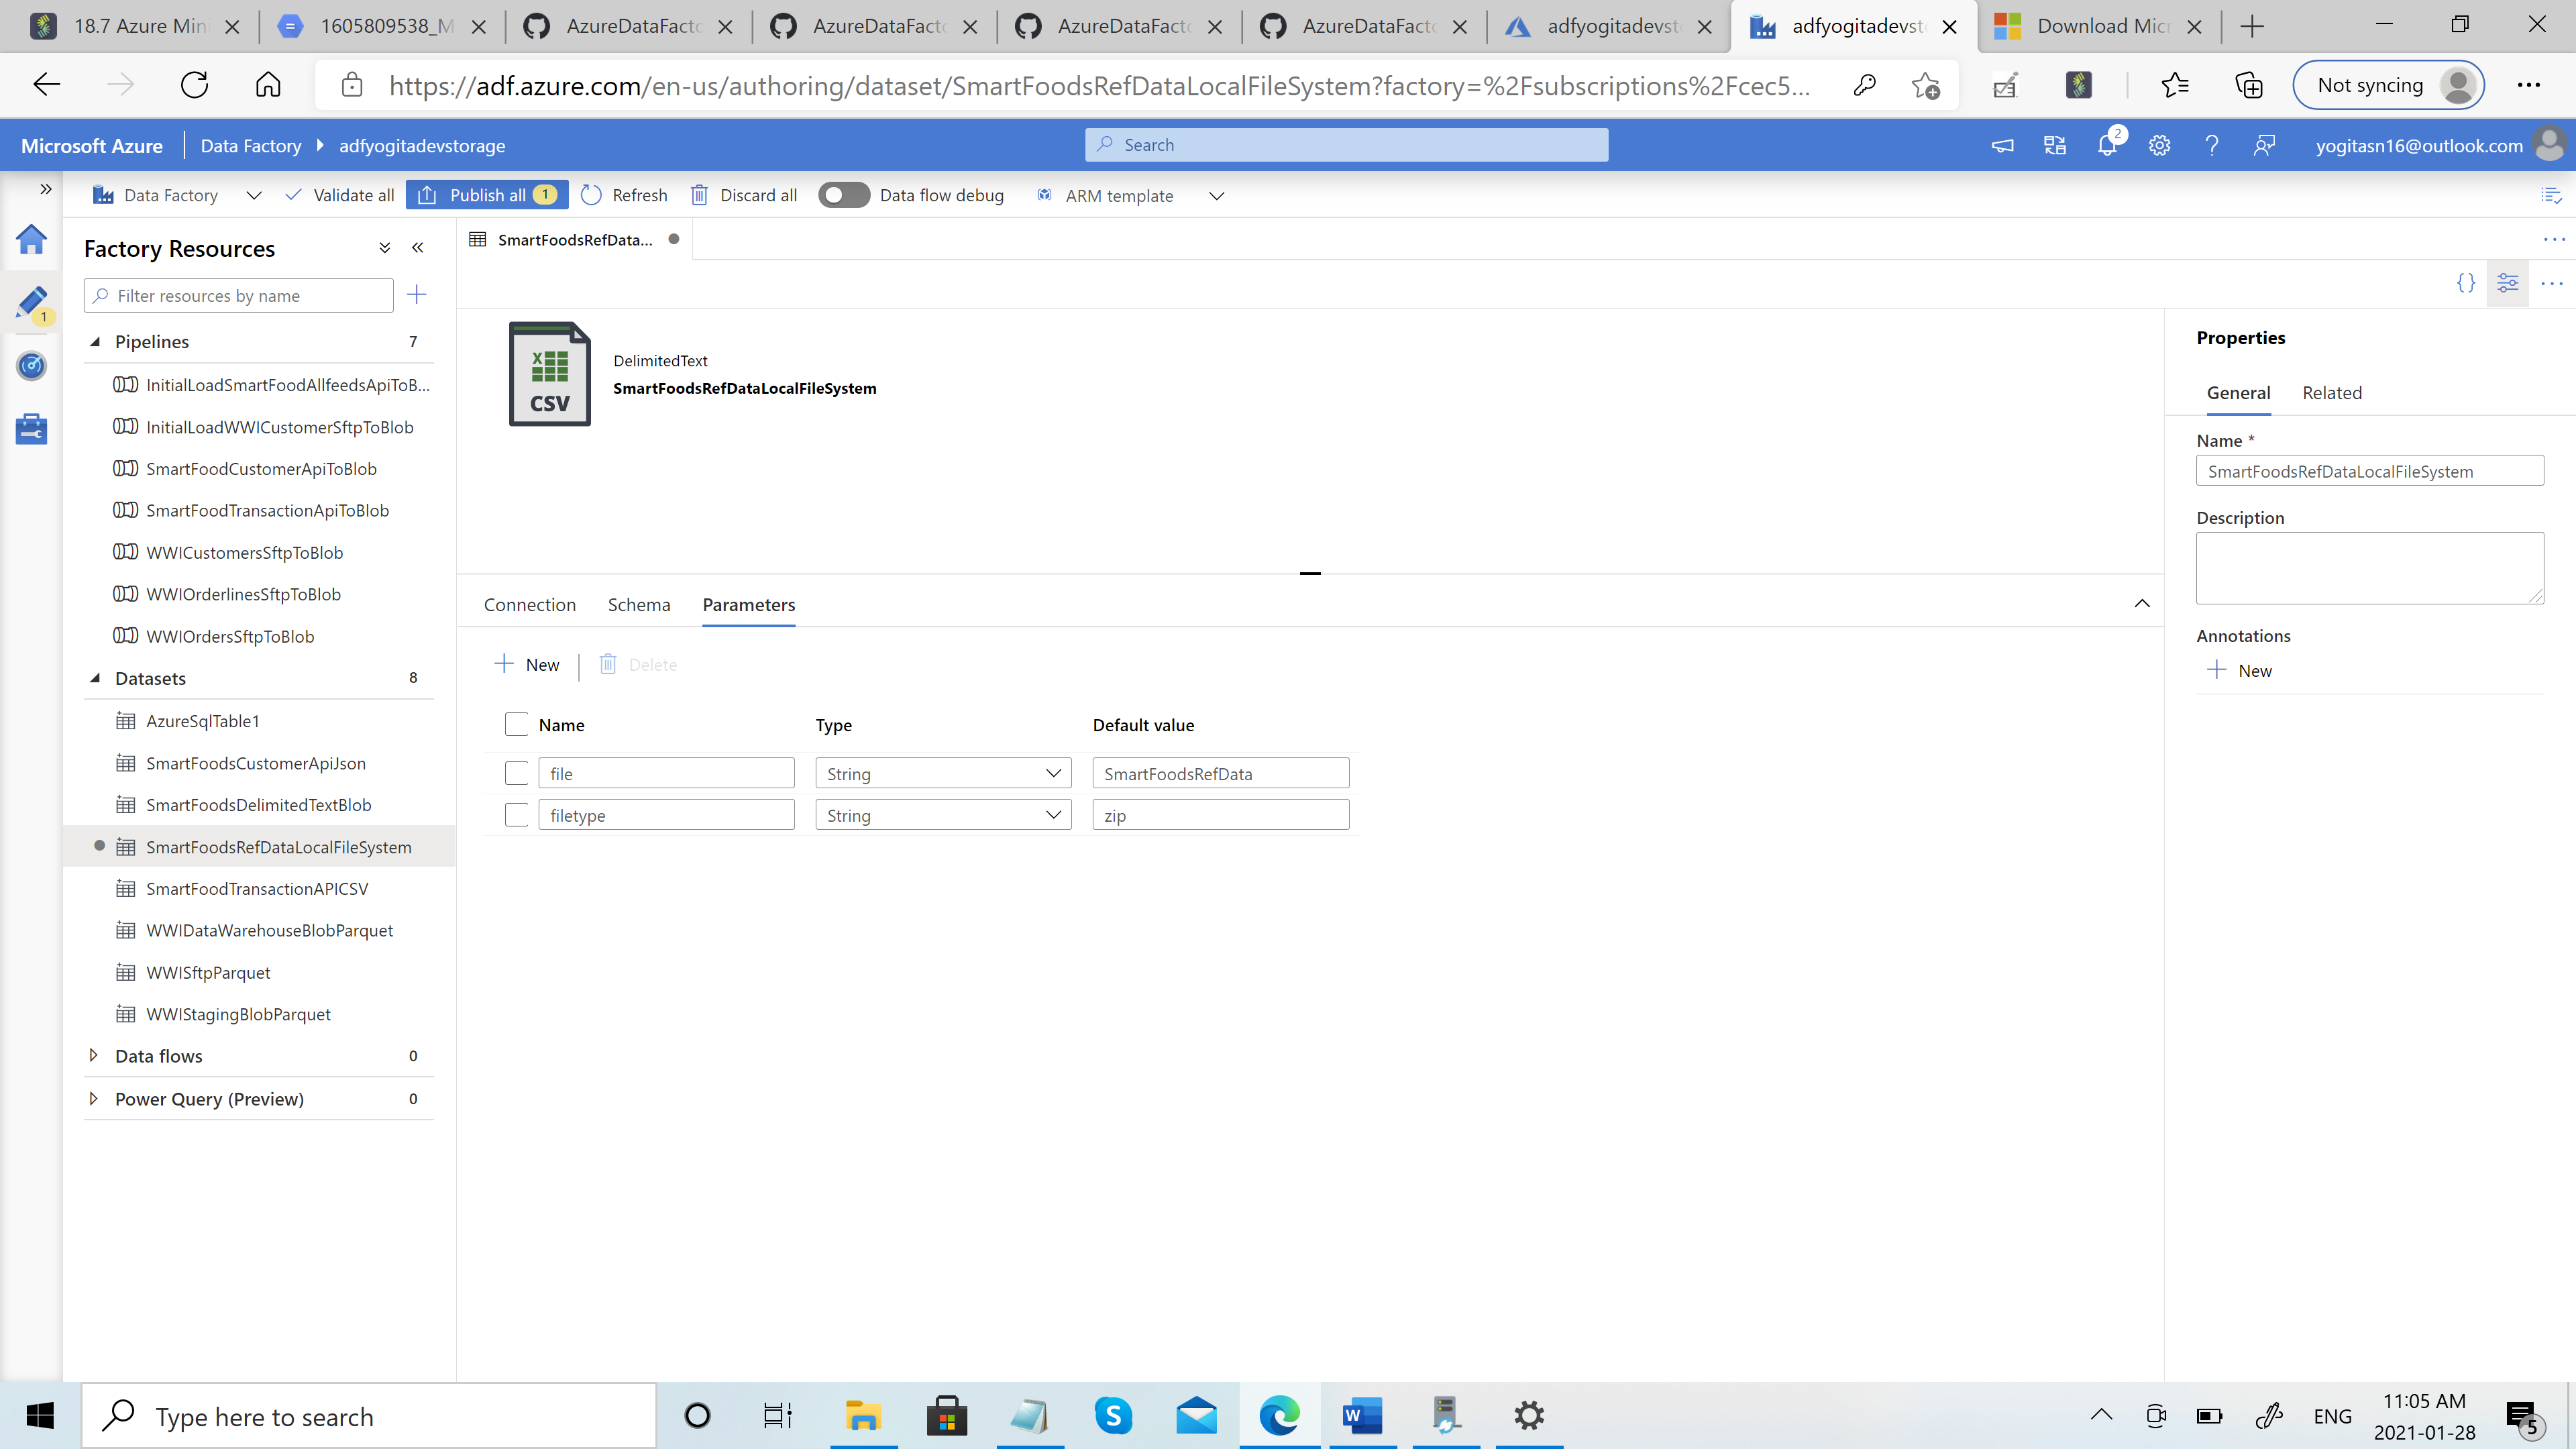 18.7 Azure Mini
1605809538_M
AzureDataFacto
AzureDataFacto
AzureDataFacto
AzureDataFacto
adfyogitadevsto
adfyogitadevsto
Download Micr
https://adf.azure.com/en-us/authoring/dataset/SmartFoodsRefDataLocalFileSystem?factory=%2Fsubscriptions%2Fcec5...
Not syncing
Microsoft Azure
Data Factory
adfyogitadevstorage
Search
2
yogitasn16@outlook.com
Data Factory
Validate all
Publish all 1
Refresh
Discard all
Data flow debug
ARM template
Factory Resources
Filter resources by name
1
Pipelines 7
InitialLoadSmartFoodAllfeedsApiToB...
InitialLoadWWICustomerSftpToBlob
SmartFoodCustomerApiToBlob
SmartFoodTransactionApiToBlob
WWICustomersSftpToBlob
WWIOrderlinesSftpToBlob
WWIOrdersSftpToBlob
Datasets 8
AzureSqlTable1
SmartFoodsCustomerApiJson
SmartFoodsDelimitedTextBlob
SmartFoodsRefDataLocalFileSystem
SmartFoodTransactionAPICSV
WWIDataWarehouseBlobParquet
WWISftpParquet
WWIStagingBlobParquet
Data flows 0
Power Query (Preview) 0
SmartFoodsRefData...
X
CSV
DelimitedText
SmartFoodsRefDataLocalFileSystem
Connection
Schema
Parameters
New
Delete
Name Type Default value
file String SmartFoodsRefData
filetype String zip
{}
Properties
General
Related
Name *
SmartFoodsRefDataLocalFileSystem
Description
Annotations
New
Type here to search
S
W
ENG
11:05 AM
2021-01-28
5